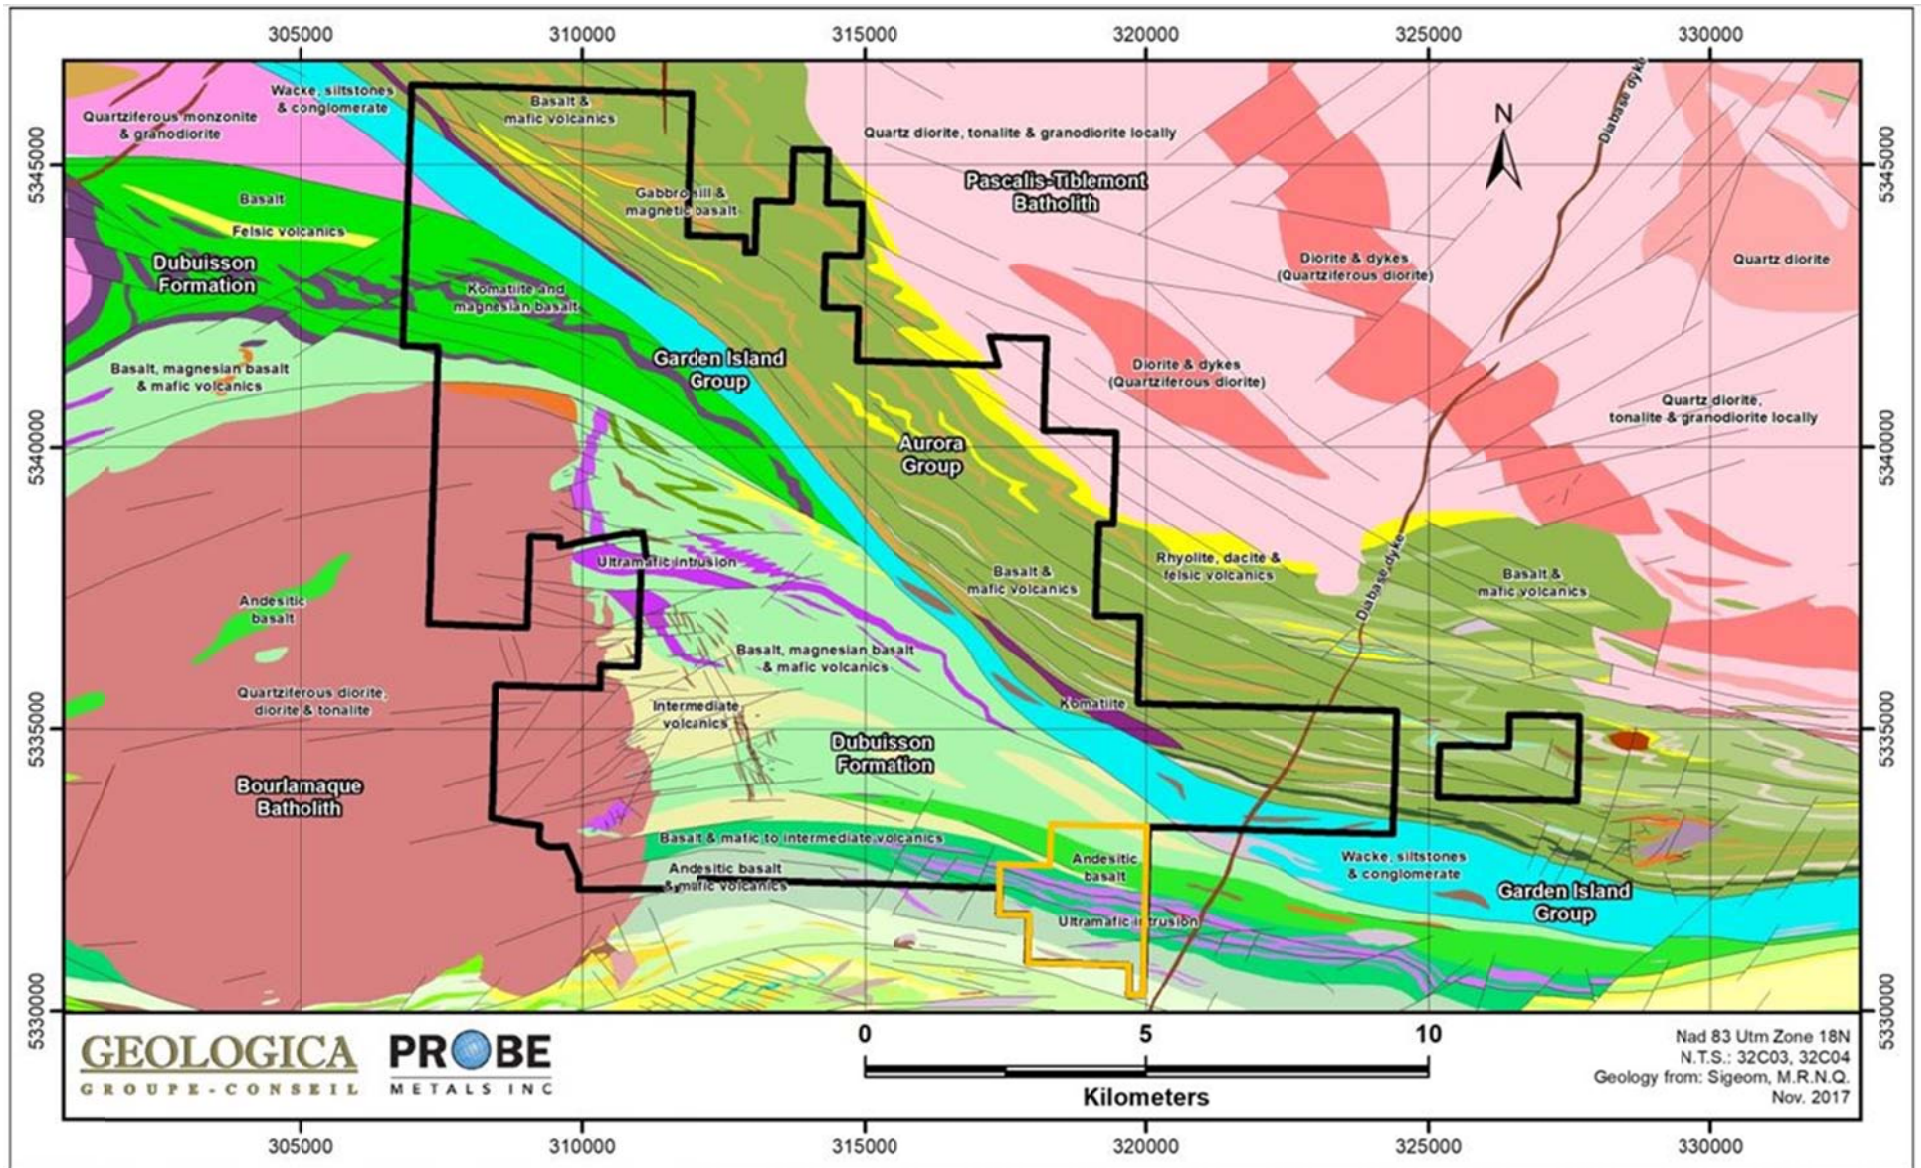 305000
310000
315000
320000
325000
330000
5345000
5340000
5335000
5330000
5345000
5340000
5335000
5330000
Quartziferous monzonite
& granodiorite
Wacke, siltstones
& conglomerate
Basalt &
mafic volcanics
Quartz diorite, tonalite & granodiorite locally
N
Diabase dyke
Pascalis-Tiblemont
Batholith
Basalt
Felsic volcanics
Gabbro sill &
magnetic basalt
Dubuisson
Formation
Komatiite and
magnesian basalt
Diorite & dykes
(Quartziferous diorite)
Quartz diorite
Basalt, magnesian basalt
& mafic volcanics
Garden Island
Group
Diorite & dykes
(Quartziferous diorite)
Quartz diorite,
tonalite & granodiorite locally
Aurora
Group
Ultramafic intrusion
Basalt &
mafic volcanics
Rhyolite, dacite &
felsic volcanics
Diabase dyke
Basalt &
mafic volcanics
Andesitic
basalt
Basalt, magnesian basalt
& mafic volcanics
Quartziferous diorite,
diorite & tonalite
Intermediate
volcanics
Komatiite
Dubuisson
Formation
Bourlamaque
Batholith
Basalt & mafic to intermediate volcanics
Andesitic basalt
& mafic volcanics
Andesitic
basalt
Ultramafic intrusion
Wacke, siltstones
& conglomerate
Garden Island
Group
GEOLOGICA
GROUPE-CONSEIL
PROBE
METALS INC
0
5
10
Kilometers
Nad 83 Utm Zone 18N
N.T.S.: 32C03, 32C04
Geology from: Sigeom, M.R.N.Q.
Nov. 2017
305000
310000
315000
320000
325000
330000